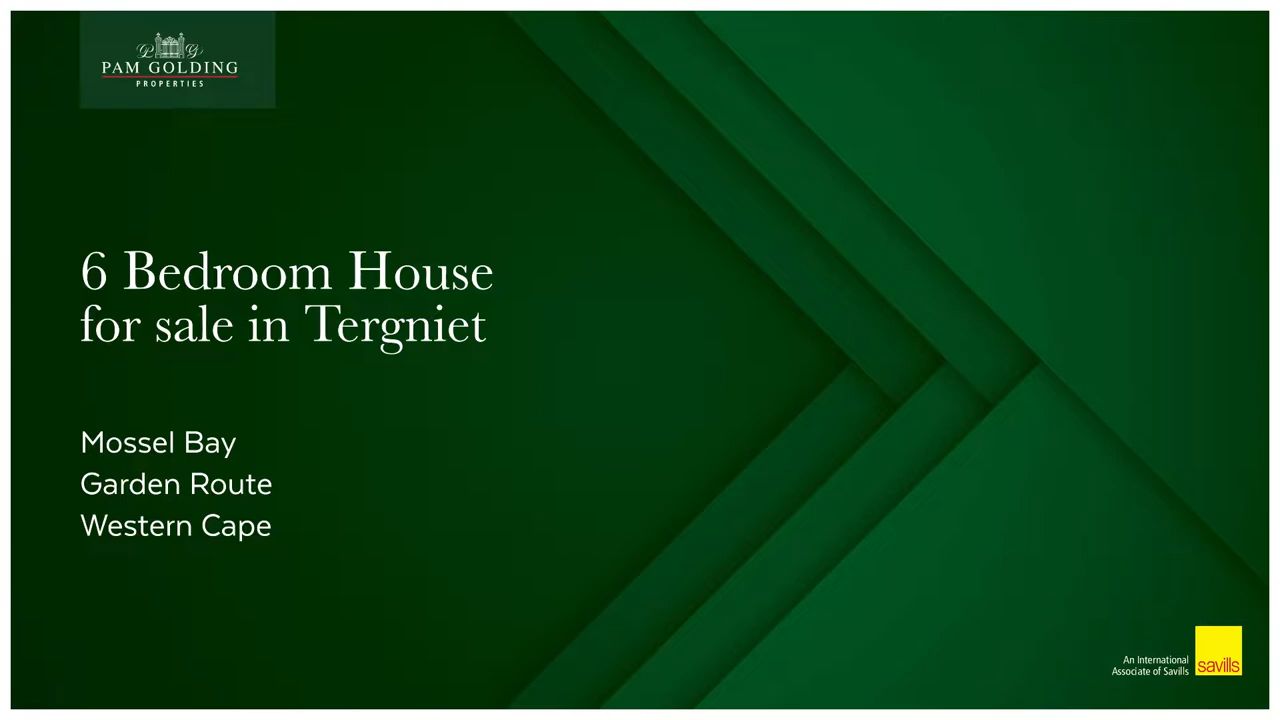 PAM GOLDING
PROPERTIES
6 Bedroom House
for sale in Tergniet
Mossel Bay
Garden Route
Western Cape
An International
Associate of Savills
savills